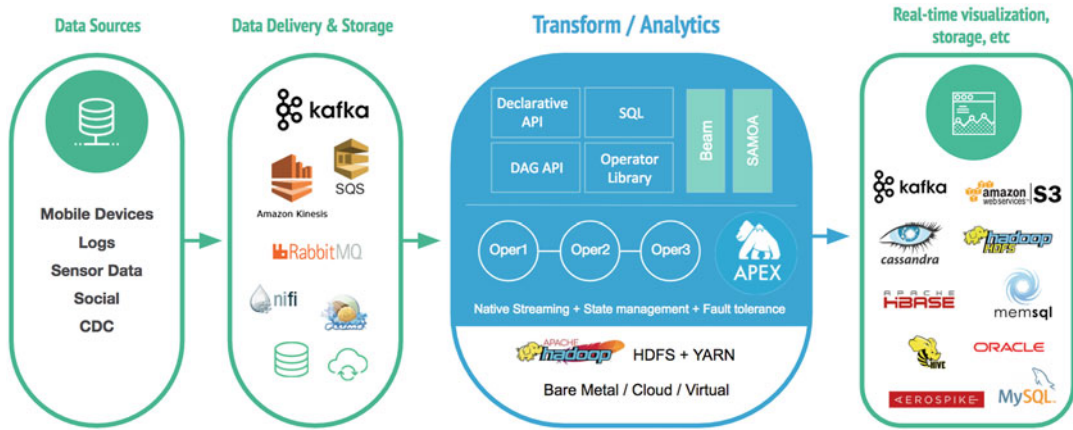 Data Sources
Mobile Devices
Logs
Sensor Data
Social
CDC
Data Delivery & Storage
kafka
SQS
Amazon Kinesis
RabbitMQ
nifi
Transform / Analytics
Declarative API
SQL
DAG API
Operator Library
Beam
SAMOA
Oper1
Oper2
Oper3
APEX
Native Streaming + State management + Fault tolerance
APACHE
hadoop
HDFS + YARN
Bare Metal / Cloud / Virtual
Real-time visualization,
storage, etc
kafka
amazon
webservices
S3
cassandra
hadoop
HDFS
APACHE
HBASE
memsql
HIVE
ORACLE
AEROSPIKE
MySQL